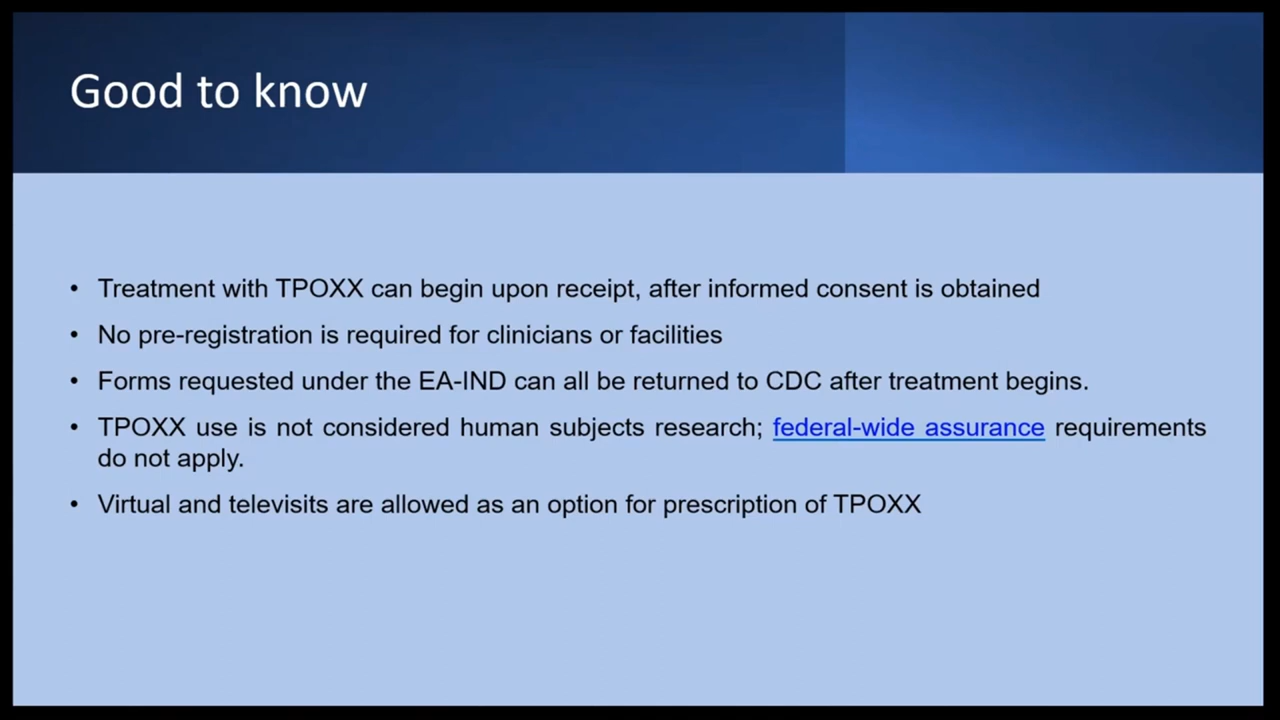 Good to know
• Treatment with TPOXX can begin upon receipt, after informed consent is obtained
• No pre-registration is required for clinicians or facilities
• Forms requested under the EA-IND can all be returned to CDC after treatment begins.
• TPOXX use is not considered human subjects research; federal-wide assurance requirements
do not apply.
• Virtual and televisits are allowed as an option for prescription of TPOXX